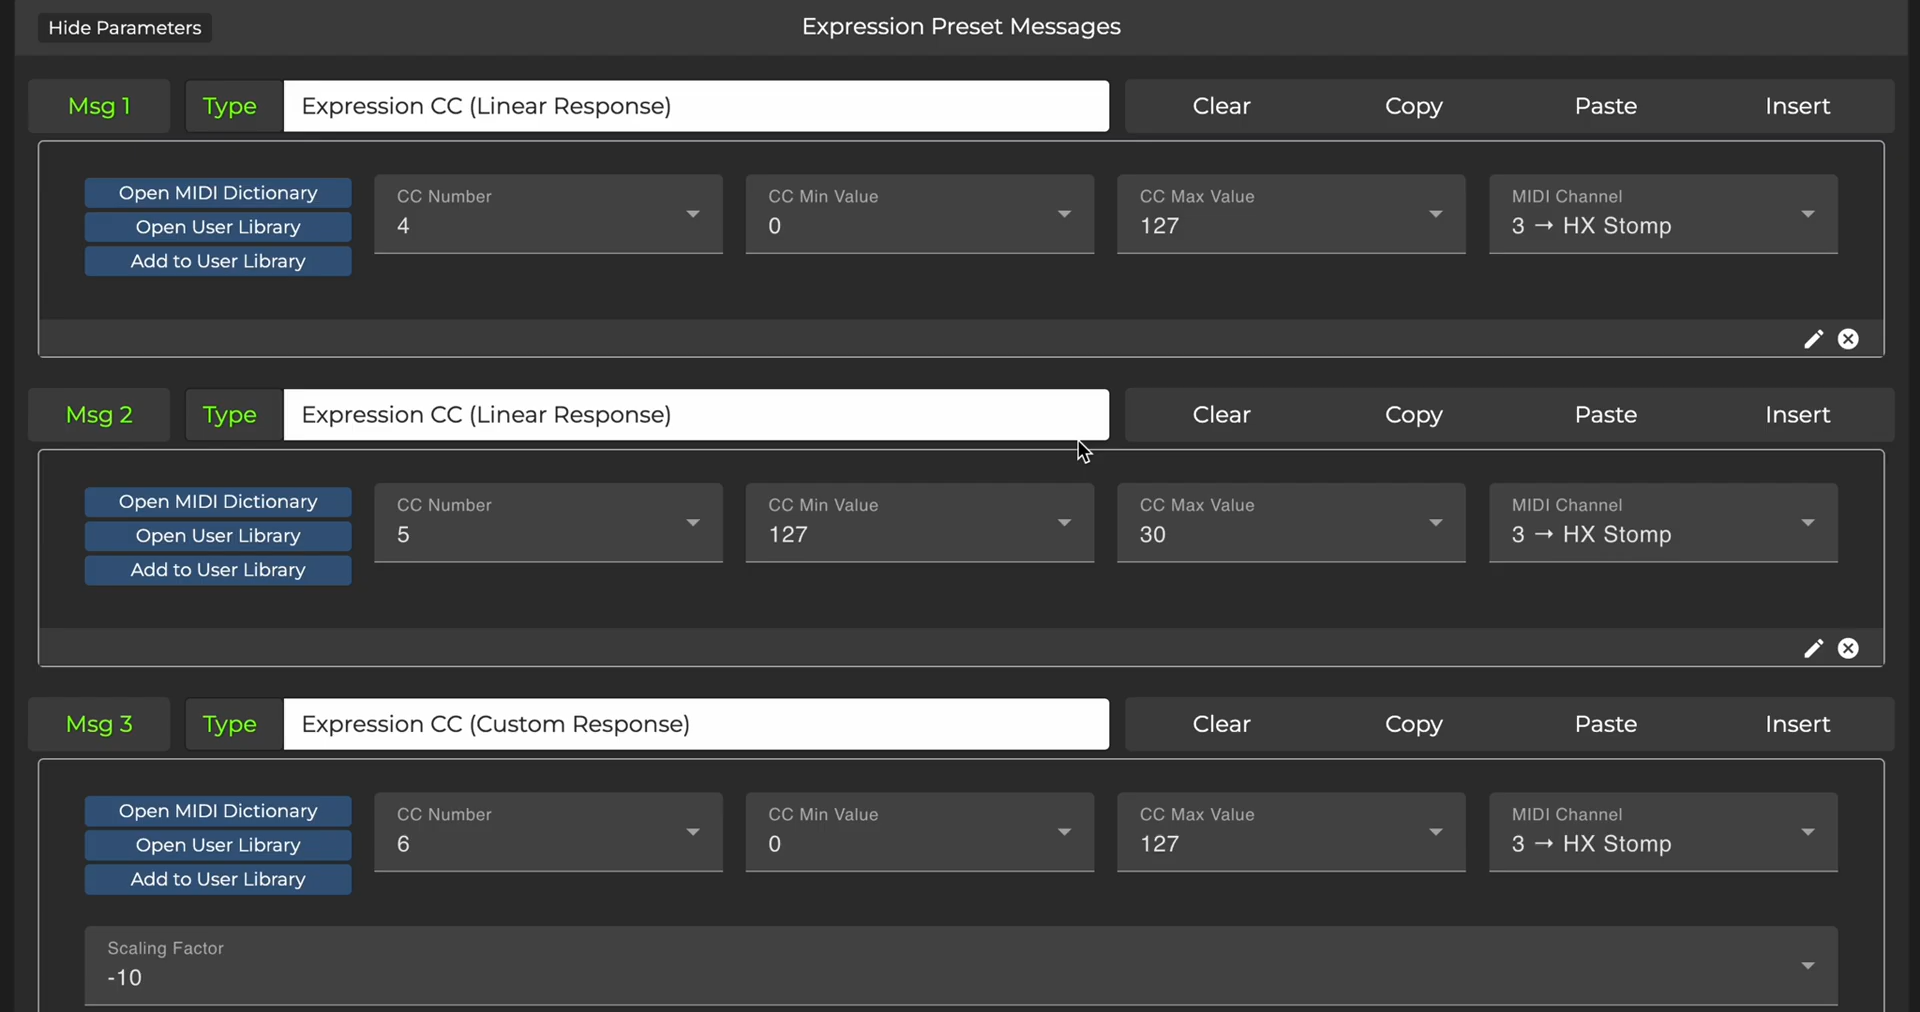 Hide Parameters
Expression Preset Messages
Msg 1
Type
Expression CC (Linear Response)
Clear
Copy
Paste
Insert
Open MIDI Dictionary
Open User Library
Add to User Library
CC Number
4
CC Min Value
0
CC Max Value
127
MIDI Channel
3 → HX Stomp
Msg 2
Type
Expression CC (Linear Response)
Clear
Copy
Paste
Insert
Open MIDI Dictionary
Open User Library
Add to User Library
CC Number
5
CC Min Value
127
CC Max Value
30
MIDI Channel
3 → HX Stomp
Msg 3
Type
Expression CC (Custom Response)
Clear
Copy
Paste
Insert
Open MIDI Dictionary
Open User Library
Add to User Library
CC Number
6
CC Min Value
0
CC Max Value
127
MIDI Channel
3 → HX Stomp
Scaling Factor
-10